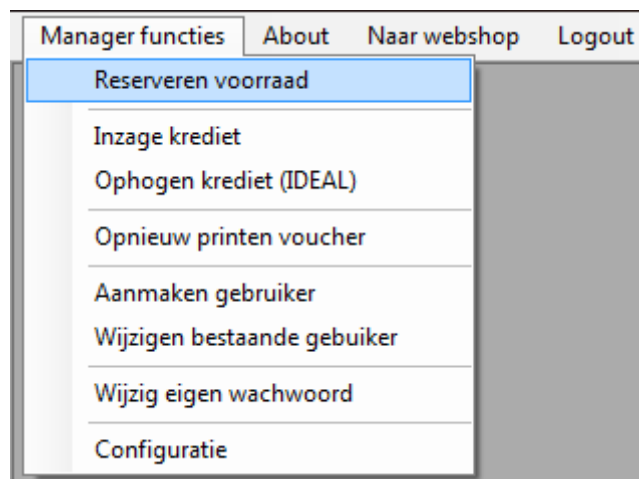 Manager functies About Naar webshop Logout
Reserveren voorraad
Inzage krediet
Ophogen krediet (IDEAL)
Opnieuw printen voucher
Aanmaken gebruiker
Wijzigen bestaande gebuiker
Wijzig eigen wachwoord
Configuratie